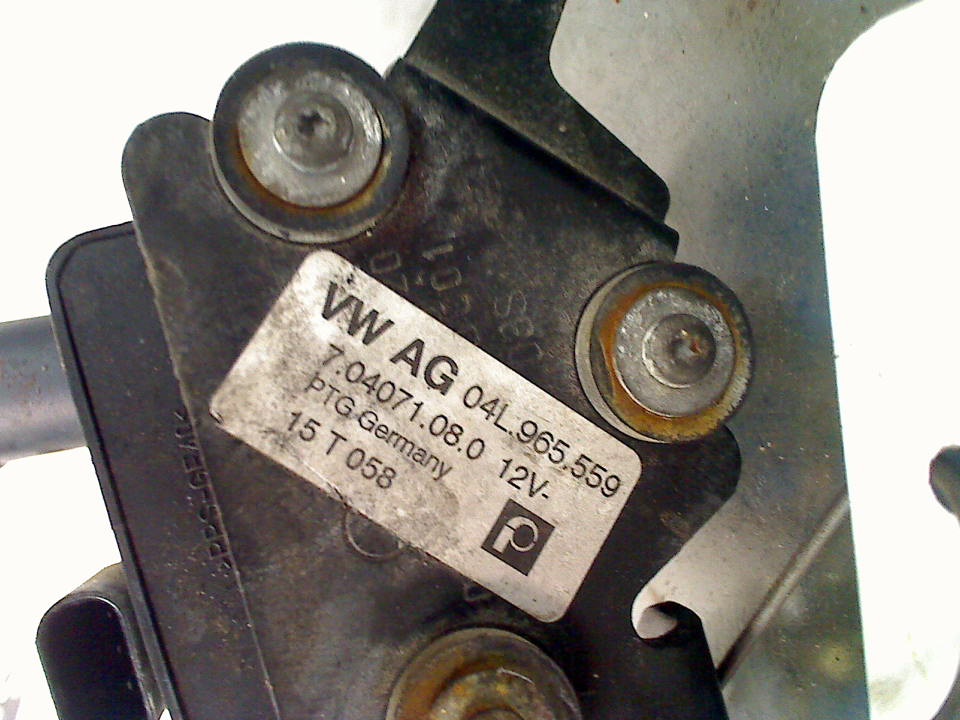 VW AG 04L.965.559
7.04071.08.0 12V-
PTG Germany
15 T 058